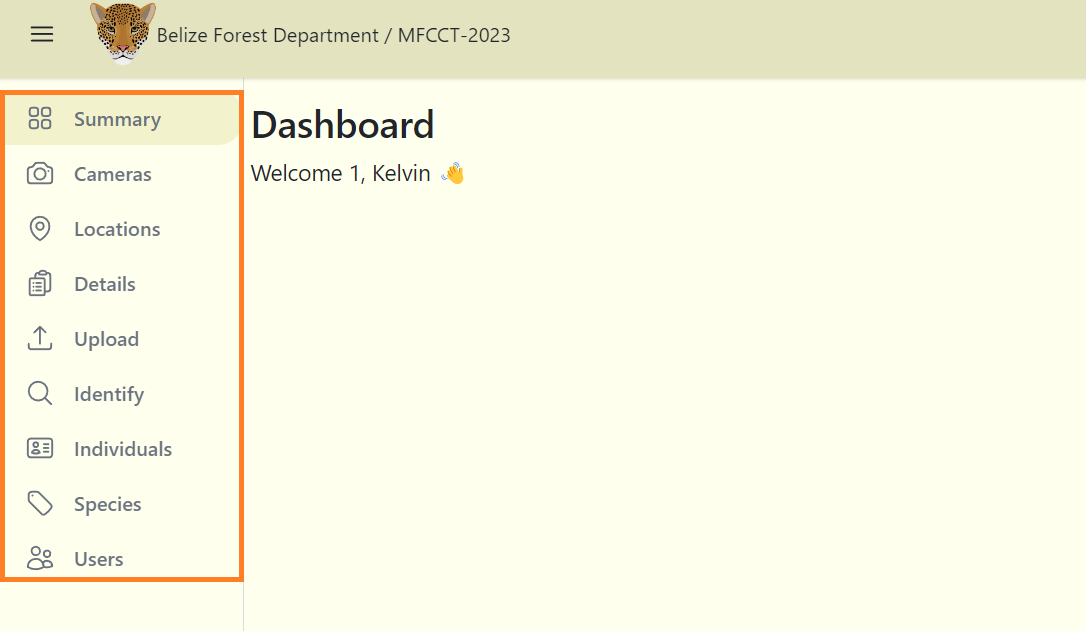 Belize Forest Department / MFCCT-2023
Summary
Cameras
Locations
Details
Upload
Identify
Individuals
Species
Users
Dashboard
Welcome 1, Kelvin 👋